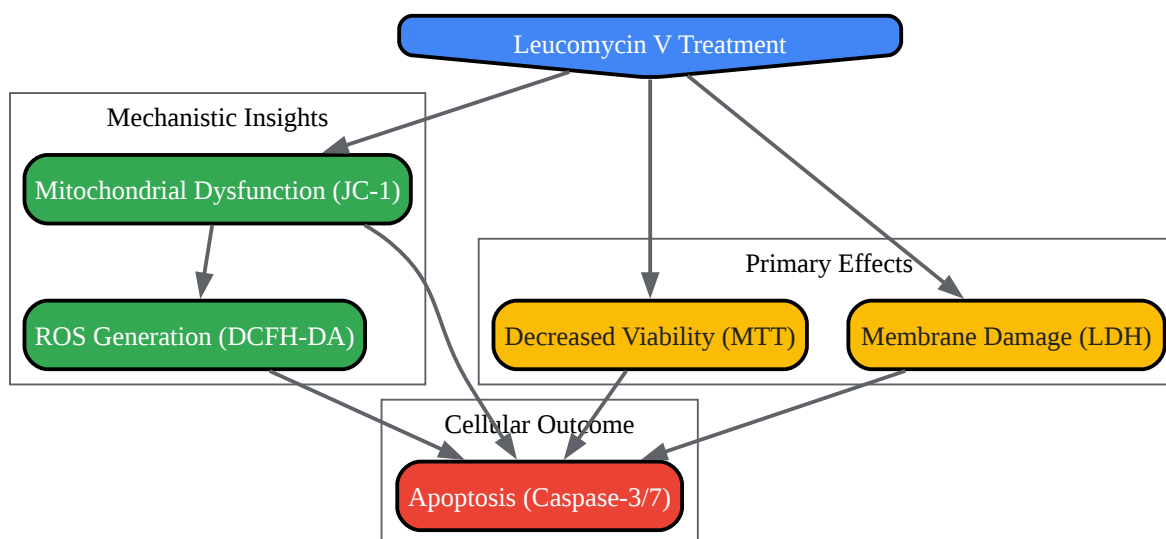 Leucomycin V Treatment
Mechanistic Insights
Mitochondrial Dysfunction (JC-1)
ROS Generation (DCFH-DA)
Primary Effects
Decreased Viability (MTT)
Membrane Damage (LDH)
Cellular Outcome
Apoptosis (Caspase-3/7)